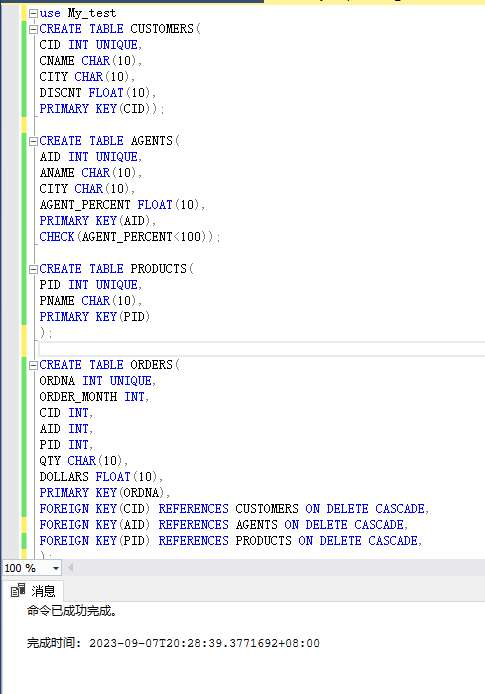 use My_test
CREATE TABLE CUSTOMERS(
CID INT UNIQUE,
CNAME CHAR(10),
CITY CHAR(10),
DISCNT FLOAT(10),
PRIMARY KEY(CID));
CREATE TABLE AGENTS(
AID INT UNIQUE,
ANAME CHAR(10),
CITY CHAR(10),
AGENT_PERCENT FLOAT(10),
PRIMARY KEY(AID),
CHECK(AGENT_PERCENT<100));
CREATE TABLE PRODUCTS(
PID INT UNIQUE,
PNAME CHAR(10),
PRIMARY KEY(PID)
);
CREATE TABLE ORDERS(
ORDNA INT UNIQUE,
ORDER_MONTH INT,
CID INT,
AID INT,
PID INT,
QTY CHAR(10),
DOLLARS FLOAT(10),
PRIMARY KEY(ORDNA),
FOREIGN KEY(CID) REFERENCES CUSTOMERS ON DELETE CASCADE,
FOREIGN KEY(AID) REFERENCES AGENTS ON DELETE CASCADE,
FOREIGN KEY(PID) REFERENCES PRODUCTS ON DELETE CASCADE,
);
100 %
消息
命令已成功完成。
完成时间: 2023-09-07T20:28:39.3771692+08:00